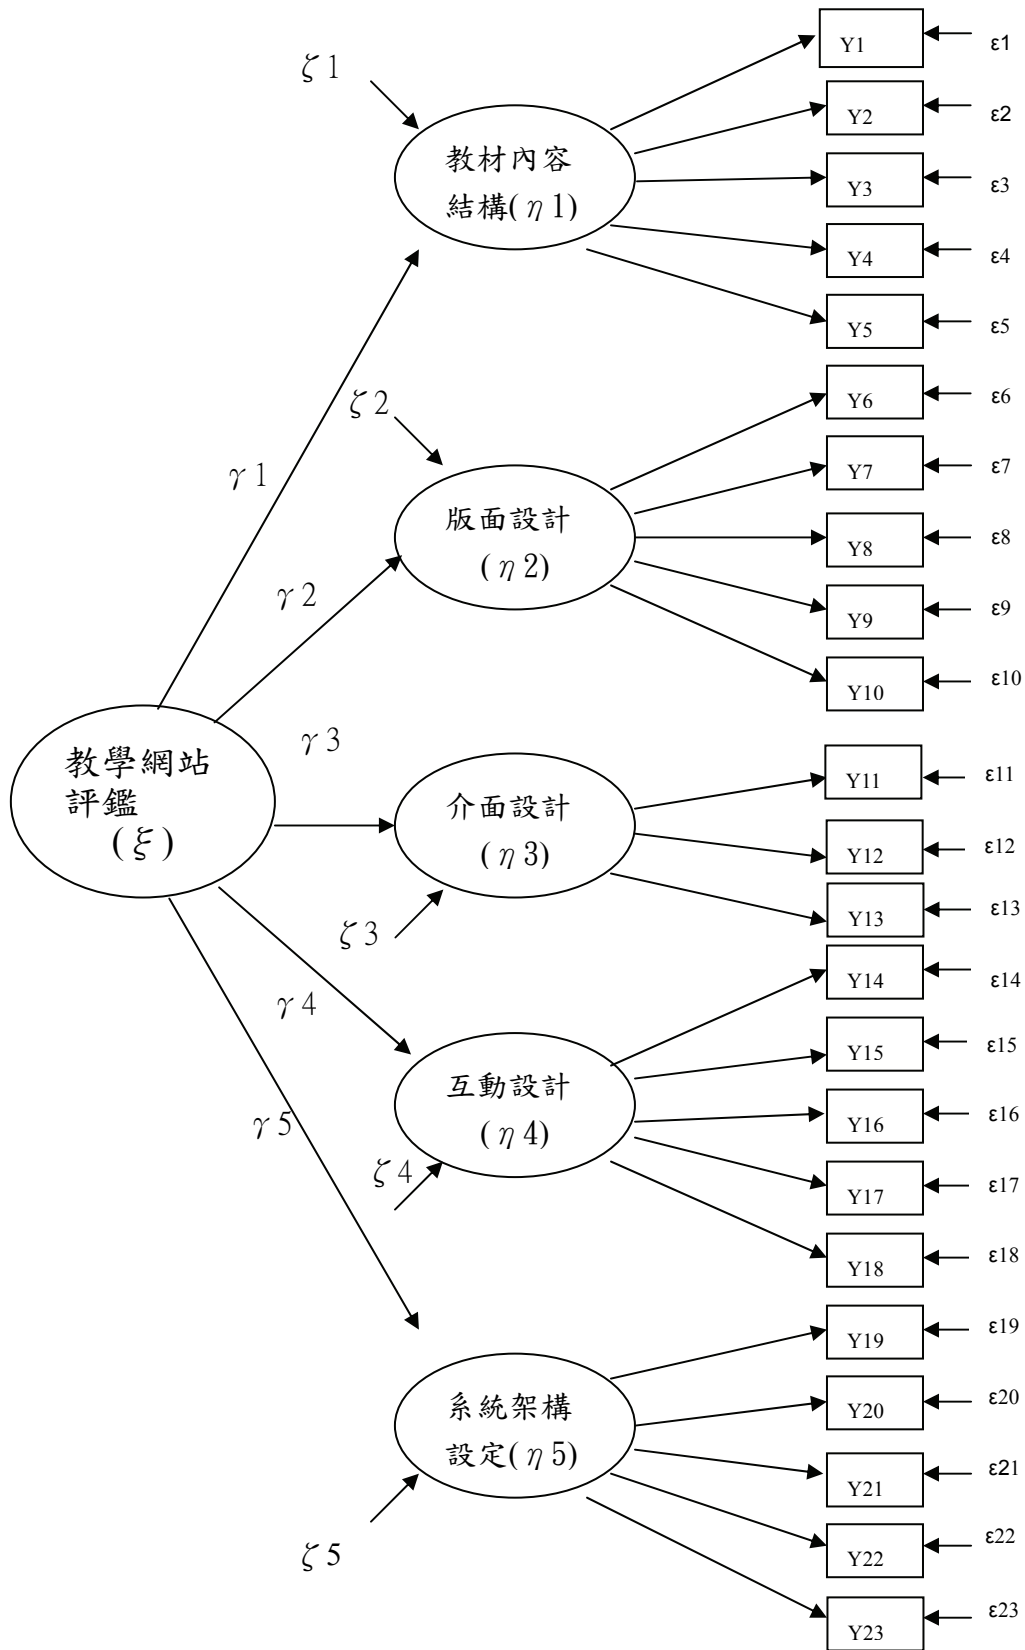 Y1
ε1
ζ1
Y2
ε2
教材內容
結構(η1)
Y3
ε3
Y4
ε4
Y5
ε5
ζ2
Y6
ε6
γ1
Y7
ε7
版面設計
(η2)
Y8
ε8
γ2
Y9
ε9
Y10
ε10
教學網站
評鑑
(ξ)
γ3
Y11
ε11
介面設計
(η3)
Y12
ε12
ζ3
Y13
ε13
γ4
Y14
ε14
Y15
ε15
互動設計
(η4)
γ5
Y16
ε16
ζ4
Y17
ε17
Y18
ε18
Y19
ε19
系統架構
設定(η5)
Y20
ε20
Y21
ε21
ζ5
Y22
ε22
Y23
ε23